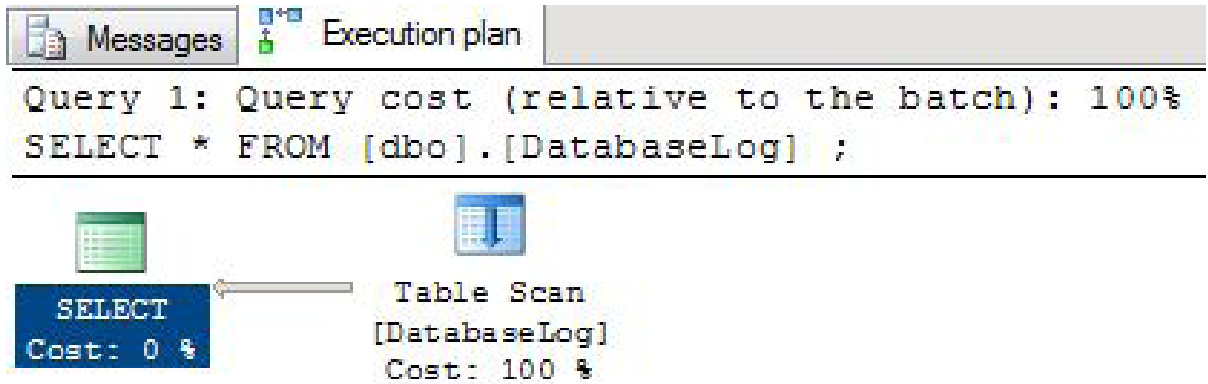 Messages
Execution plan
Query 1: Query cost (relative to the batch): 100%
SELECT * FROM [dbo].[DatabaseLog] ;
SELECT
Cost: 0 %
Table Scan
[DatabaseLog]
Cost: 100 %